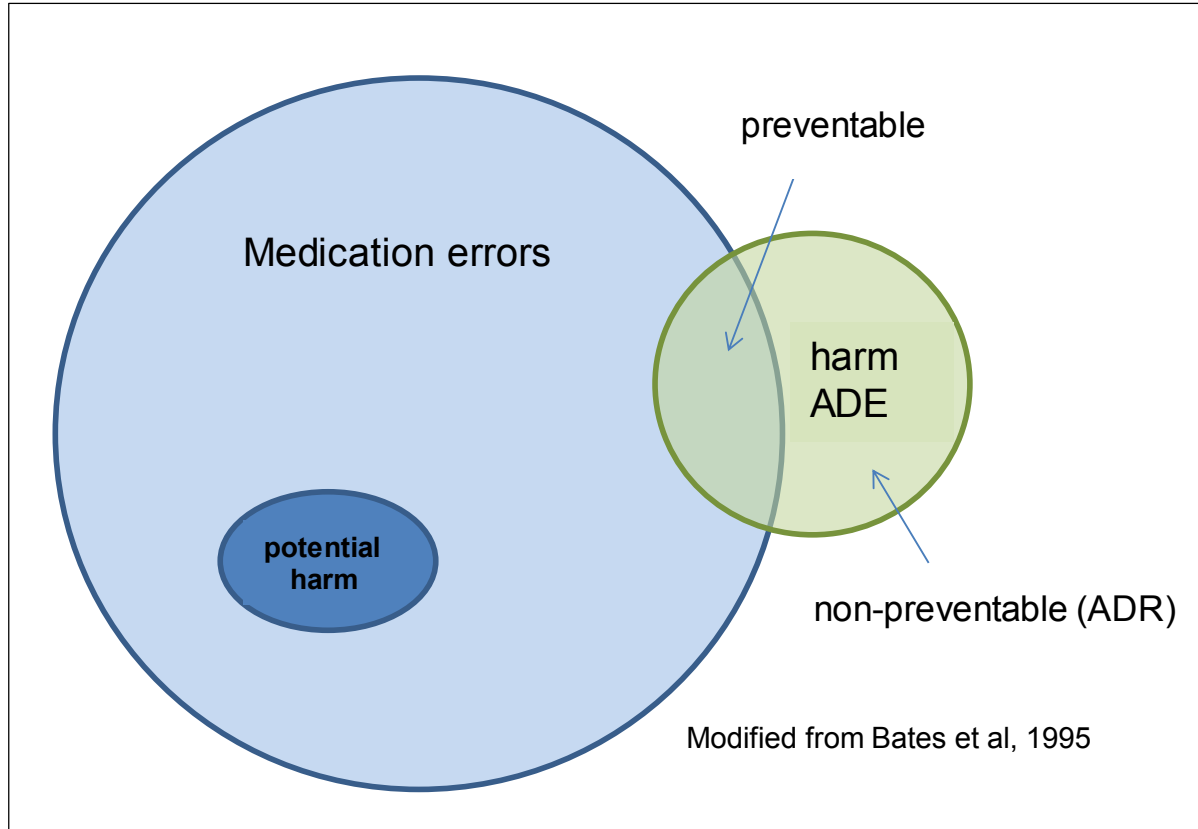 preventable
Medication errors
harm
ADE
potential
harm
non-preventable (ADR)
Modified from Bates et al, 1995